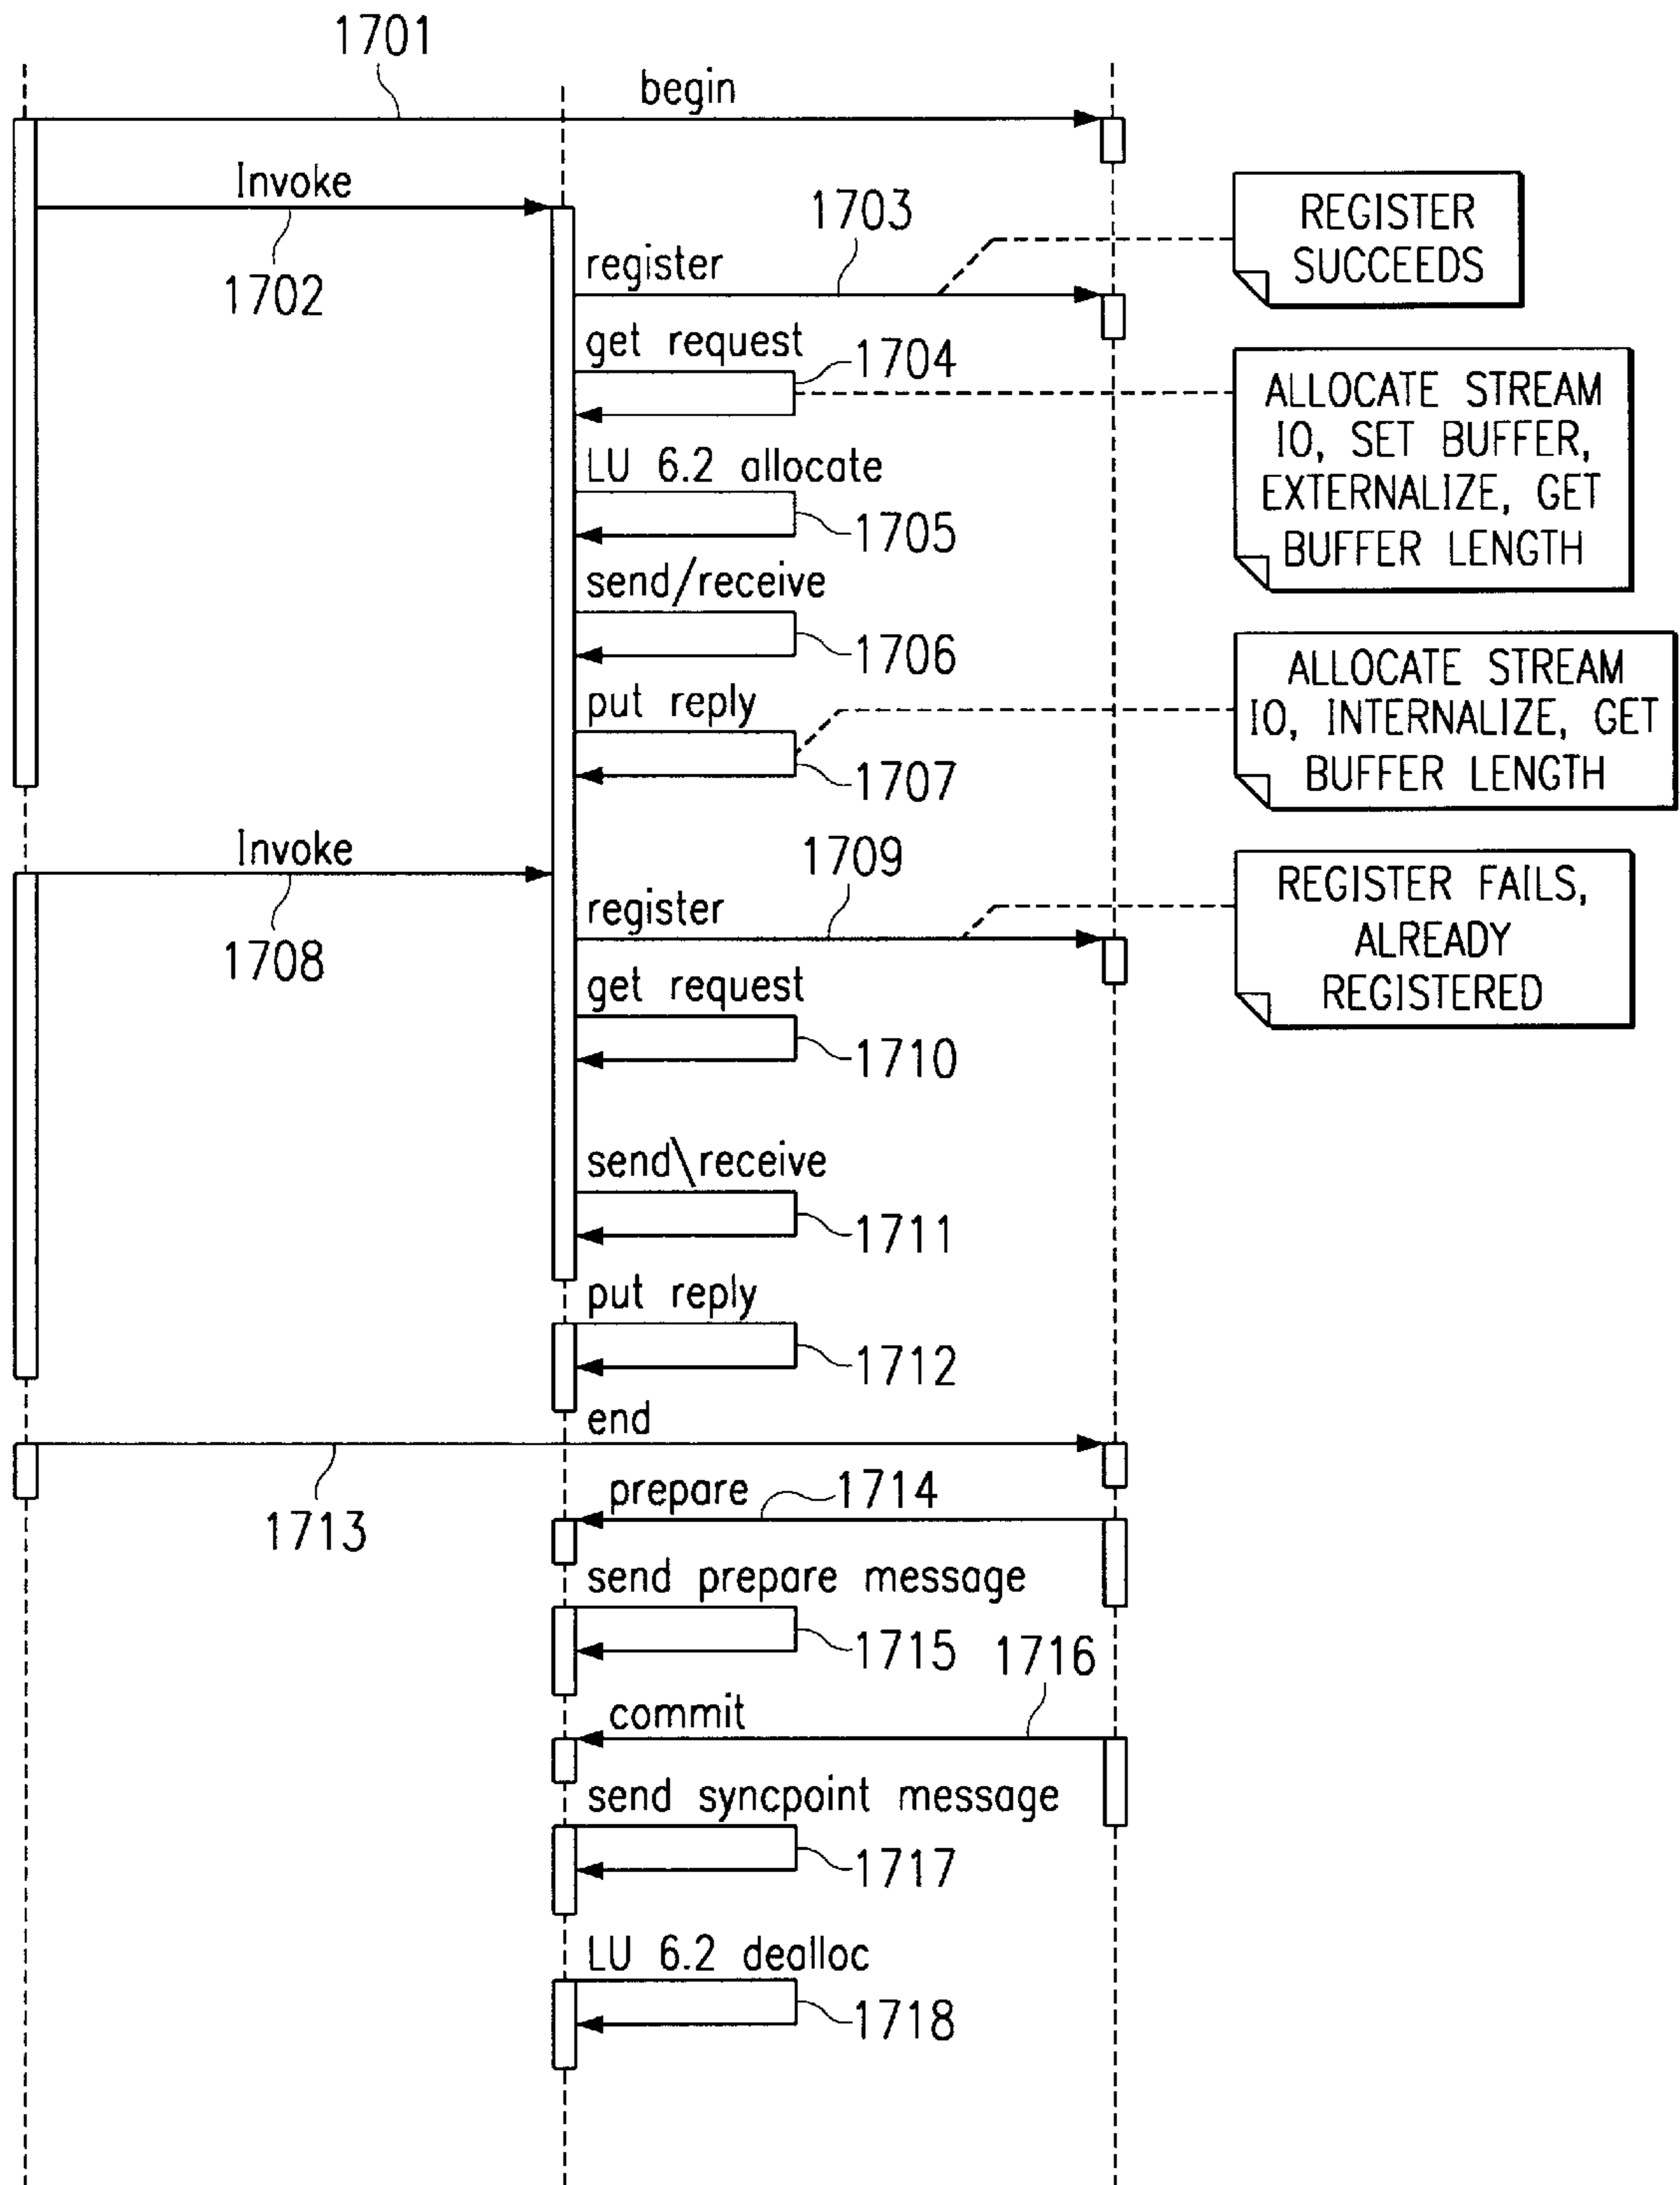 1701
begin
Invoke
1702
1703
register
REGISTER
SUCCEEDS
get request
1704
ALLOCATE STREAM
IO, SET BUFFER,
EXTERNALIZE, GET
BUFFER LENGTH
LU 6.2 allocate
1705
send/receive
1706
put reply
1707
ALLOCATE STREAM
IO, INTERNALIZE, GET
BUFFER LENGTH
Invoke
1708
1709
register
REGISTER FAILS,
ALREADY
REGISTERED
get request
1710
send\receive
1711
put reply
1712
end
1713
prepare
1714
send prepare message
1715
1716
commit
send syncpoint message
1717
LU 6.2 dealloc
1718